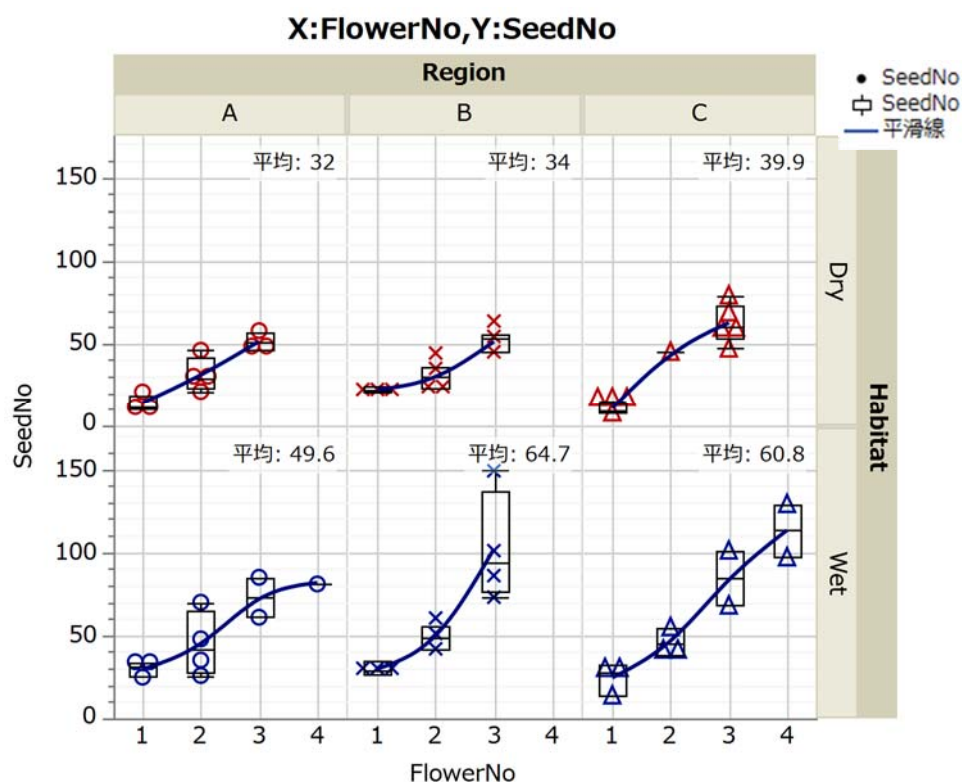 X:FlowerNo,Y:SeedNo
Region
A B C
SeedNo
SeedNo
平滑線
平均: 32 平均: 34 平均: 39.9
150
100
50
0
Dry
平均: 49.6 平均: 64.7 平均: 60.8
150
100
50
0
Wet
Habitat
SeedNo
1 2 3 4 1 2 3 4 1 2 3 4
FlowerNo